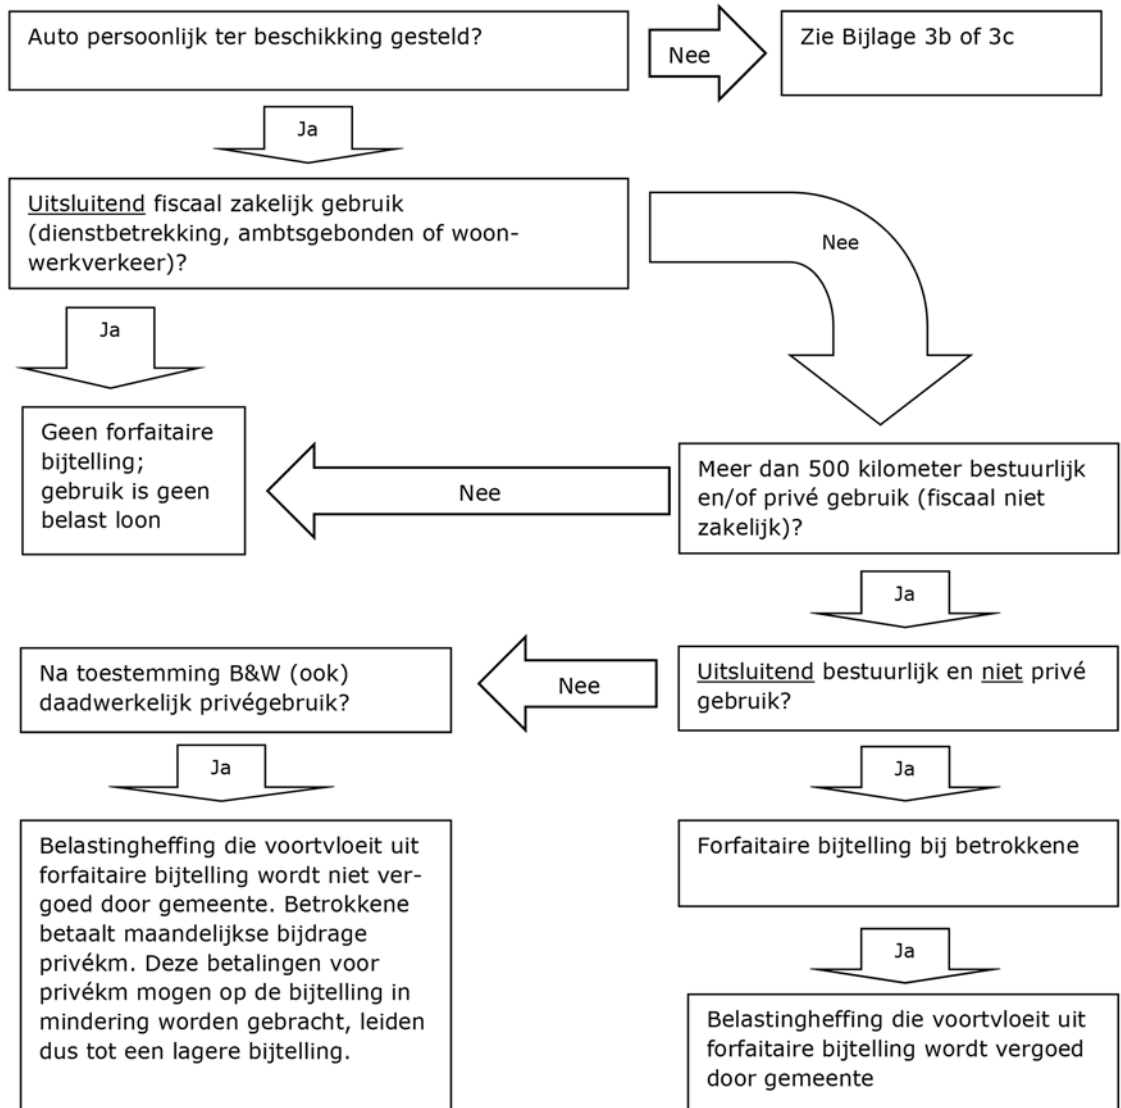 Auto persoonlijk ter beschikking gesteld?
Nee
Zie Bijlage 3b of 3c
Ja
Uitsluitend fiscaal zakelijk gebruik
(dienstbetrekking, ambtsgebonden of woon-
werkverkeer)?
Nee
Ja
Geen forfaitaire
bijtelling;
gebruik is geen
belast loon
Nee
Meer dan 500 kilometer bestuurlijk
en/of privé gebruik (fiscaal niet
zakelijk)?
Ja
Na toestemming B&W (ook)
daadwerkelijk privégebruik?
Nee
Uitsluitend bestuurlijk en niet privé
gebruik?
Ja
Ja
Belastingheffing die voortvloeit uit
forfaitaire bijtelling wordt niet ver-
goed door gemeente. Betrokkene
betaalt maandelijkse bijdrage
privékm. Deze betalingen voor
privékm mogen op de bijtelling in
mindering worden gebracht, leiden
dus tot een lagere bijtelling.
Forfaitaire bijtelling bij betrokkene
Ja
Belastingheffing die voortvloeit uit
forfaitaire bijtelling wordt vergoed
door gemeente